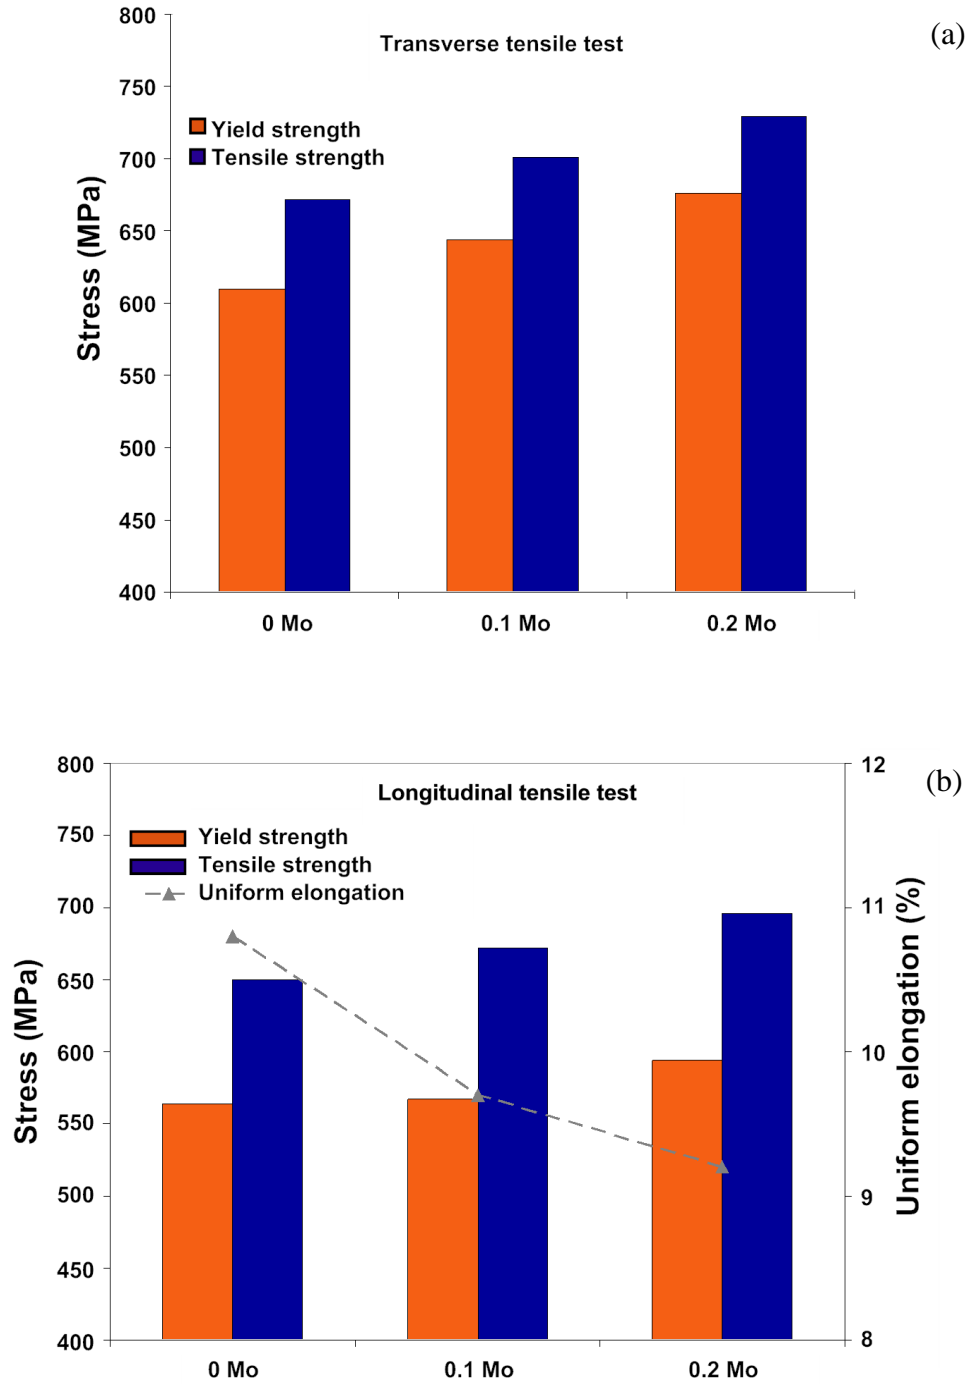 (a)
Transverse tensile test
Yield strength
Tensile strength
Stress (MPa)
800
750
700
650
600
550
500
450
400
0 Mo
0.1 Mo
0.2 Mo
(b)
Longitudinal tensile test
Yield strength
Tensile strength
Uniform elongation
Stress (MPa)
800
750
700
650
600
550
500
450
400
0 Mo
0.1 Mo
0.2 Mo
12
11
10
9
8
Uniform elongation (%)